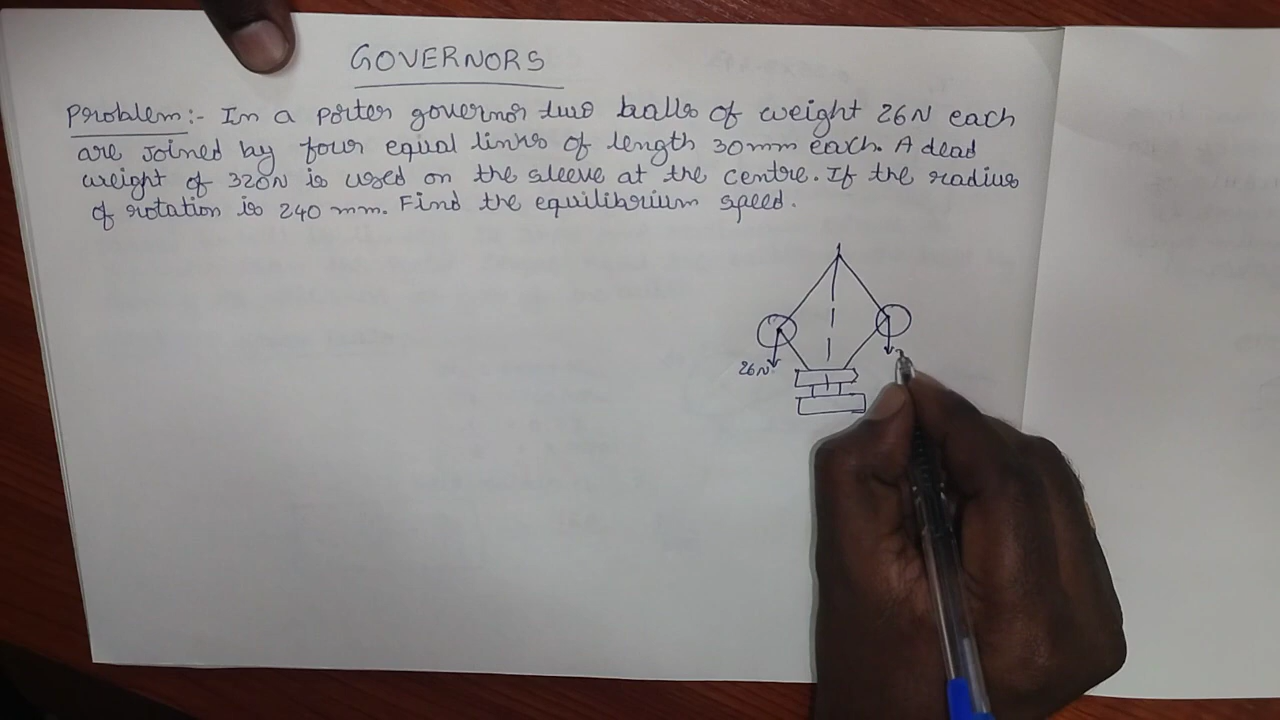 GOVERNORS
Problem:- In a porter governor two balls of weight 26N each
are joined by four equal links of length 30mm each. A dead
weight of 320N is used on the sleeve at the centre. If the radius
of rotation is 240 mm. Find the equilibrium speed.
26N